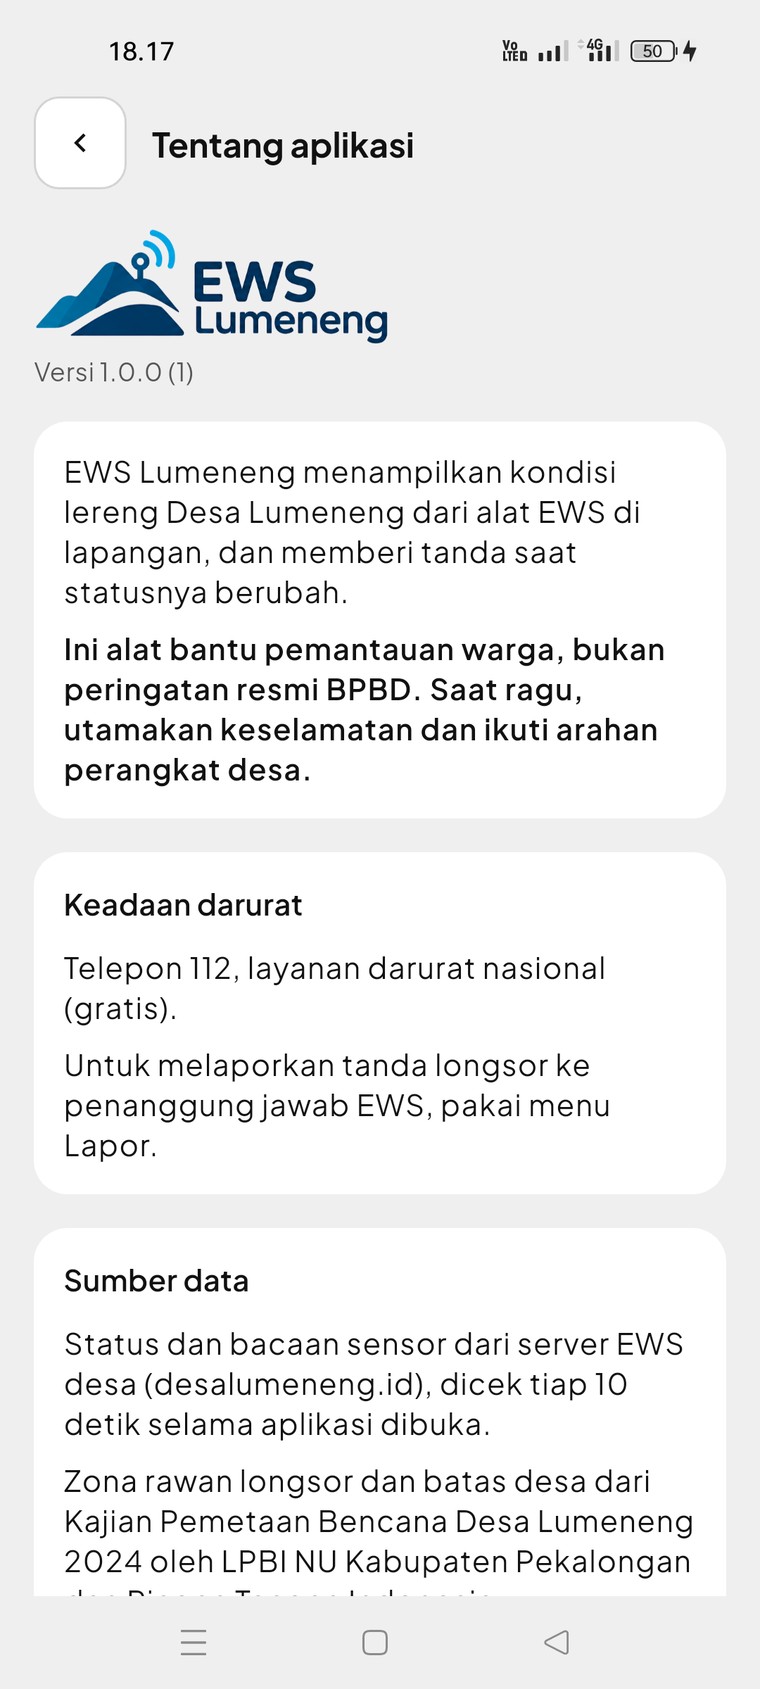 18.17
Vo
LTE D
4G
50
Tentang aplikasi
EWS
Lumeneng
Versi 1.0.0 (1)
EWS Lumeneng menampilkan kondisi
lereng Desa Lumeneng dari alat EWS di
lapangan, dan memberi tanda saat
statusnya berubah.
Ini alat bantu pemantauan warga, bukan
peringatan resmi BPBD. Saat ragu,
utamakan keselamatan dan ikuti arahan
perangkat desa.
Keadaan darurat
Telepon 112, layanan darurat nasional
(gratis).
Untuk melaporkan tanda longsor ke
penanggung jawab EWS, pakai menu
Lapor.
Sumber data
Status dan bacaan sensor dari server EWS
desa (desalumeneng.id), dicek tiap 10
detik selama aplikasi dibuka.
Zona rawan longsor dan batas desa dari
Kajian Pemetaan Bencana Desa Lumeneng
2024 oleh LPBI NU Kabupaten Pekalongan